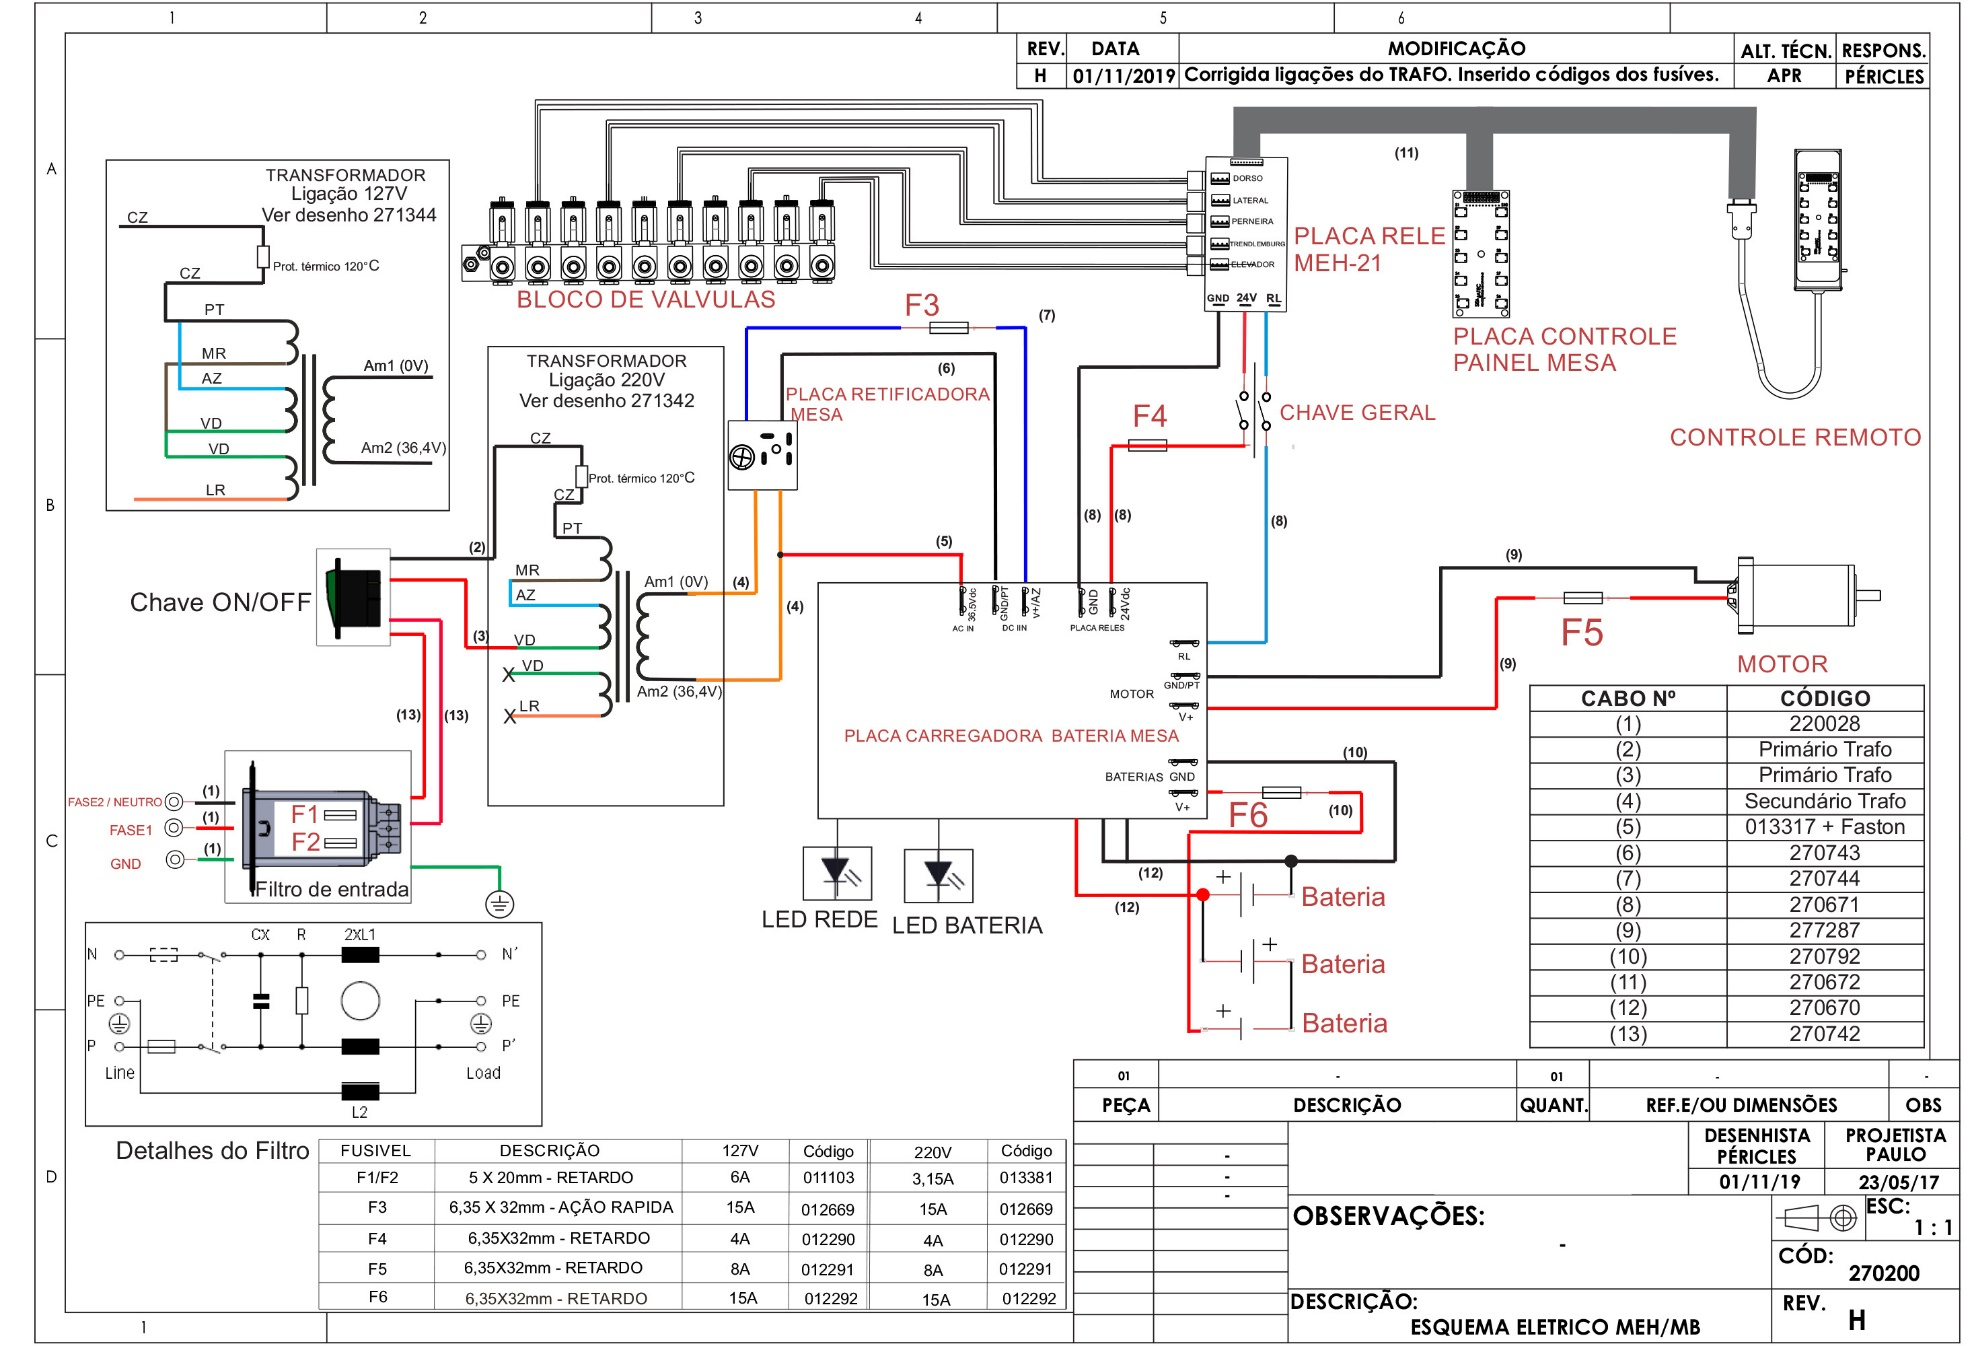 1 2 3 4 5 6
REV. DATA MODIFICAÇÃO ALT. TÉCN. RESPONS.
H 01/11/2019 Corrigida ligações do TRAFO. Inserido códigos dos fusíves. APR PÉRICLES
A
B
C
D
TRANSFORMADOR
Ligação 127V
Ver desenho 271344
CZ
Prot. térmico 120°C
CZ
PT
MR
AZ
VD
VD
LR
Am1 (0V)
Am2 (36,4V)
BLOCO DE VALVULAS
DORSO
LATERAL
PERNEIRA
TRENDLEMBURG
ELEVADOR
GND 24V RL
PLACA RELE
MEH-21
(11)
PLACA CONTROLE
PAINEL MESA
CONTROLE REMOTO
F3
(7)
(6)
TRANSFORMADOR
Ligação 220V
Ver desenho 271342
CZ
Prot. térmico 120°C
CZ
PT
MR
AZ
VD
VD
X
LR
X
Am1 (0V)
Am2 (36,4V)
PLACA RETIFICADORA
MESA
F4
CHAVE GERAL
(8) (8) (8)
(2)
(3)
(4)
(4)
(5)
Chave ON/OFF
(13) (13)
36.5Vdc
GND/PT
V+/AZ
GND
24Vdc
AC IN DC IIN PLACA RELES
RL
MOTOR GND/PT
V+
PLACA CARREGADORA BATERIA MESA
BATERIAS GND
V+
(9)
F5
(9)
MOTOR
(10)
F6
(10)
(12)
(12)
+ Bateria
+ Bateria
+ Bateria
LED REDE LED BATERIA
FASE2 / NEUTRO (1)
FASE1 (1)
GND (1)
F1
F2
Filtro de entrada
N CX R 2XL1 N'
PE PE
P P'
Line Load
L2
Detalhes do Filtro
CABO Nº CÓDIGO
(1) 220028
(2) Primário Trafo
(3) Primário Trafo
(4) Secundário Trafo
(5) 013317 + Faston
(6) 270743
(7) 270744
(8) 270671
(9) 277287
(10) 270792
(11) 270672
(12) 270670
(13) 270742
FUSIVEL DESCRIÇÃO 127V Código 220V Código
F1/F2 5 X 20mm - RETARDO 6A 011103 3,15A 013381
F3 6,35 X 32mm - AÇÃO RAPIDA 15A 012669 15A 012669
F4 6,35X32mm - RETARDO 4A 012290 4A 012290
F5 6,35X32mm - RETARDO 8A 012291 8A 012291
F6 6,35X32mm - RETARDO 15A 012292 15A 012292
01 - 01 - -
PEÇA DESCRIÇÃO QUANT. REF.E/OU DIMENSÕES OBS
-
-
-
DESENHISTA
PÉRICLES
01/11/19
PROJETISTA
PAULO
23/05/17
OBSERVAÇÕES:
-
ESC:
1 : 1
CÓD:
270200
DESCRIÇÃO:
ESQUEMA ELETRICO MEH/MB
REV.
H
1 2 3 4 5